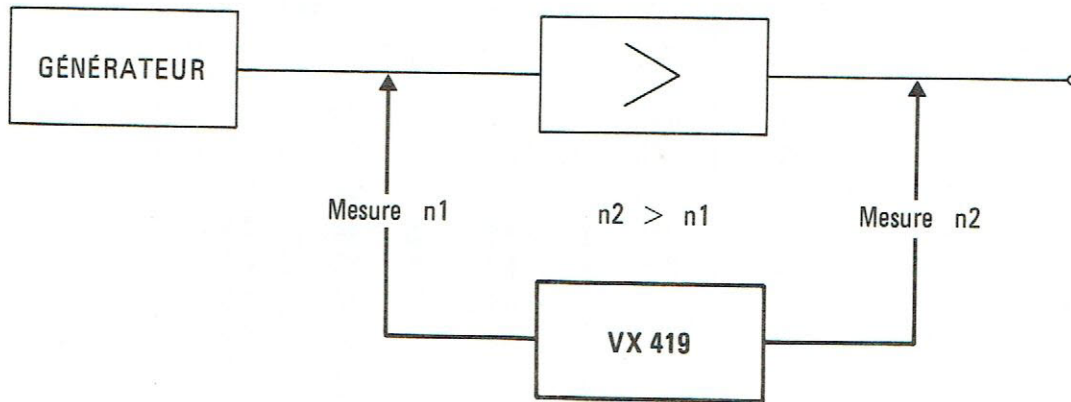 GÉNÉRATEUR
Mesure n1
n2 > n1
Mesure n2
VX 419